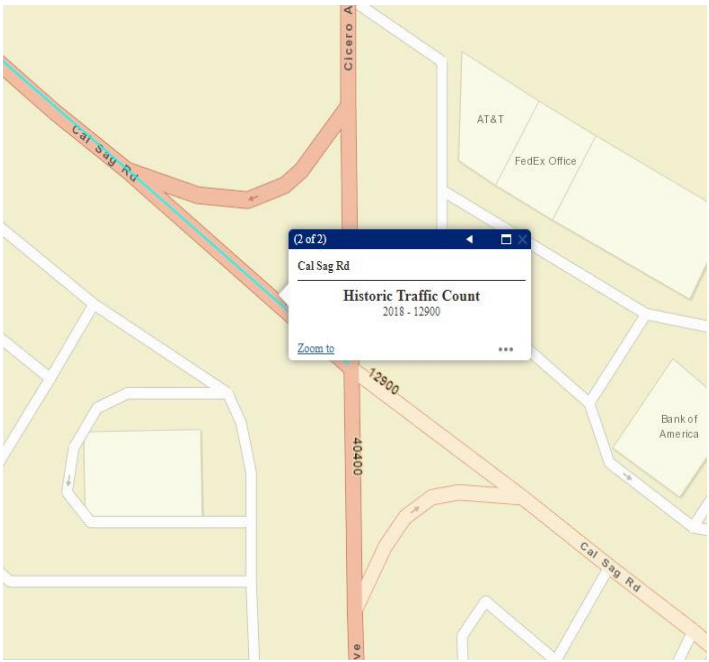 Cicero A
AT&T
FedEx Office
Cal Sag Rd
(2 of 2)
Cal Sag Rd
Historic Traffic Count
2018 - 12900
Zoom to
12900
40400
Bank of
America
Cal Sag Rd
ve